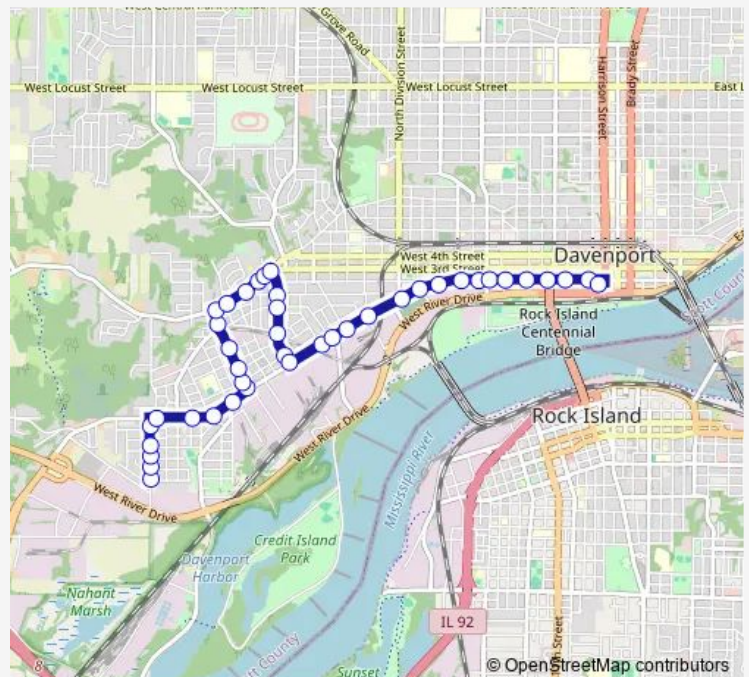 Grove Road
West Locust Street
West Locust Street
West Locust Street
East L
North Division Street
Harrison Street
Brady Street
West 4th Street
West 3rd Street
Davenport
West River Drive
Rock Island
Centennial
Bridge
Rock Island
West River Drive
Mississippi River
West River Drive
Credit Island
Park
Davenport
Harbor
Nahant
Marsh
IL 92
8
Sunset
© OpenStreetMap contributors